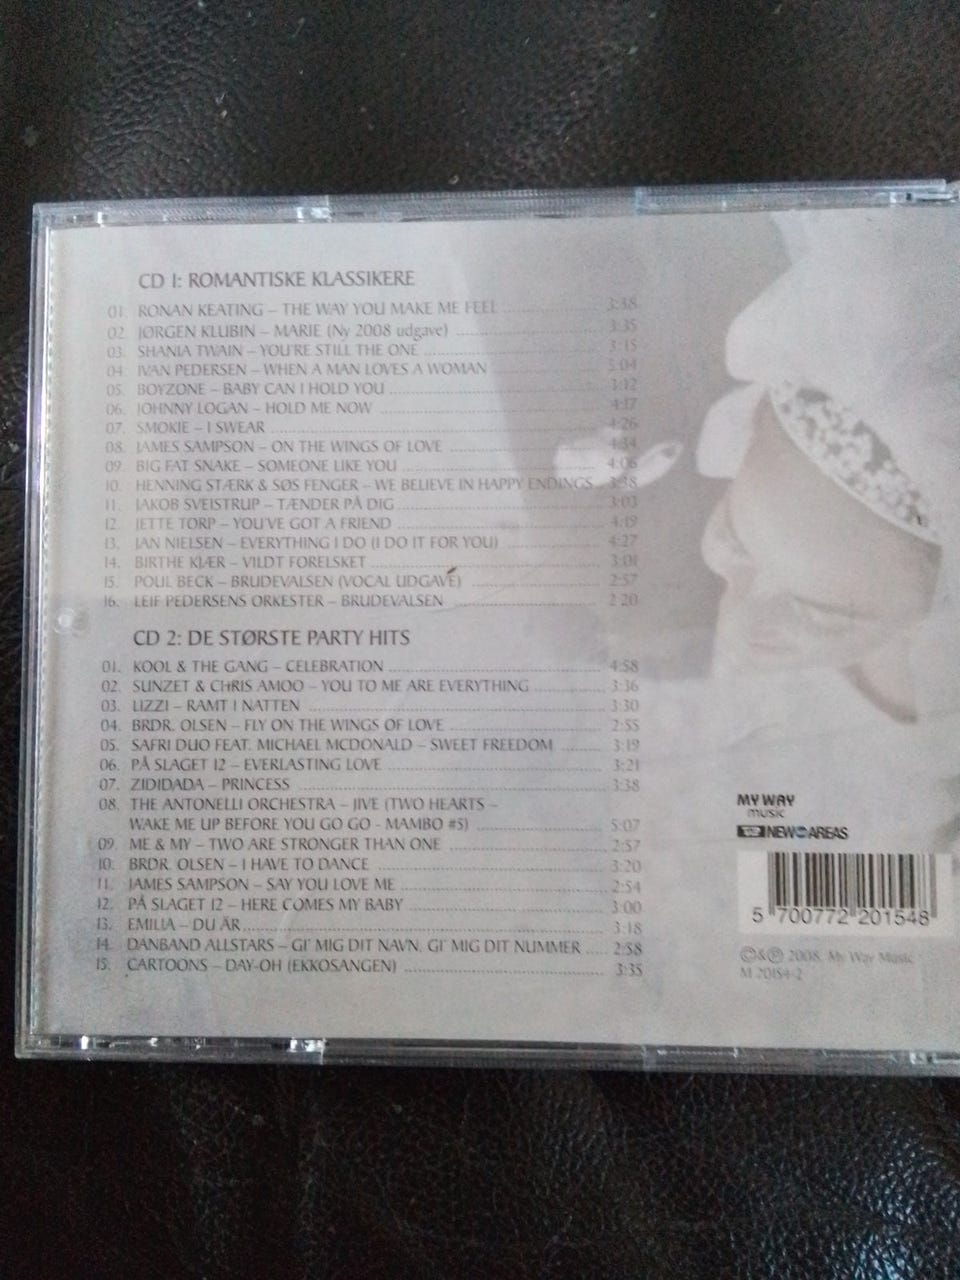 CD 1: ROMANTISKE KLASSIKERE
01. RONAN KEATING – THE WAY YOU MAKE ME FEEL 3:38
02. JØRGEN KLUBIN – MARIE (Ny 2008 udgave) 3:35
03. SHANIA TWAIN – YOU'RE STILL THE ONE 3:15
04. IVAN PEDERSEN – WHEN A MAN LOVES A WOMAN 5:04
05. BOYZONE – BABY CAN I HOLD YOU 3:12
06. JOHNNY LOGAN – HOLD ME NOW 4:17
07. SMOKIE – I SWEAR 4:26
08. JAMES SAMPSON – ON THE WINGS OF LOVE 4:34
09. BIG FAT SNAKE – SOMEONE LIKE YOU 4:06
10. HENNING STÆRK & SØS FENGER – WE BELIEVE IN HAPPY ENDINGS 3:38
11. JAKOB SVEISTRUP – TÆNDER PÅ DIG 3:03
12. JETTE TORP – YOU'VE GOT A FRIEND 4:19
13. JAN NIELSEN – EVERYTHING I DO (I DO IT FOR YOU) 4:27
14. BIRTHE KJÆR – VILDT FORELSKET 3:01
15. POUL BECK – BRUDEVALSEN (VOCAL UDGAVE) 2:57
16. LEIF PEDERSENS ORKESTER – BRUDEVALSEN 2:20
CD 2: DE STØRSTE PARTY HITS
01. KOOL & THE GANG – CELEBRATION 4:58
02. SUNZET & CHRIS AMOO – YOU TO ME ARE EVERYTHING 3:36
03. LIZZI – RAMT I NATTEN 3:30
04. BRDR. OLSEN – FLY ON THE WINGS OF LOVE 2:55
05. SAFRI DUO FEAT. MICHAEL MCDONALD – SWEET FREEDOM 3:19
06. PÅ SLAGET 12 – EVERLASTING LOVE 3:21
07. ZIDIDADA – PRINCESS 3:38
08. THE ANTONELLI ORCHESTRA – JIVE (TWO HEARTS –
WAKE ME UP BEFORE YOU GO GO - MAMBO #5) 5:07
09. ME & MY – TWO ARE STRONGER THAN ONE 2:57
10. BRDR. OLSEN – I HAVE TO DANCE 3:20
11. JAMES SAMPSON – SAY YOU LOVE ME 2:54
12. PÅ SLAGET 12 – HERE COMES MY BABY 3:00
13. EMILIA – DU ÄR 3:18
14. DANBAND ALLSTARS – GI' MIG DIT NAVN, GI' MIG DIT NUMMER 2:58
15. CARTOONS – DAY-OH (EKKOSANGEN) 3:35
MY WAY
music
NEW AREAS
5 700772 201548
©&℗ 2008. My Way Music
M 20154-2